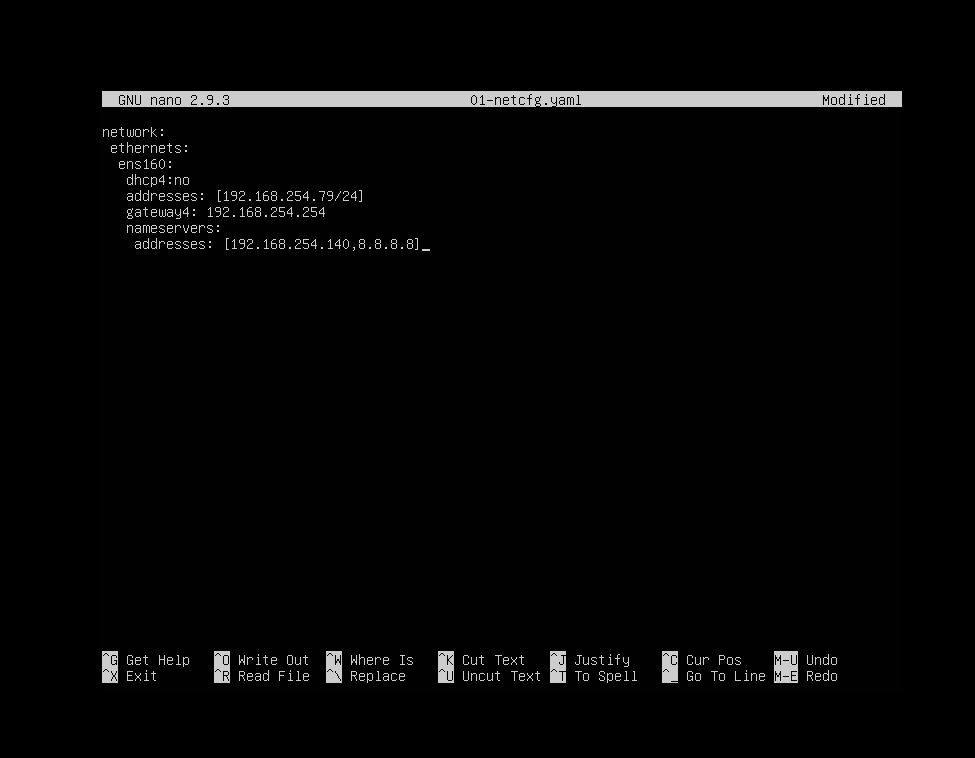 GNU nano 2.9.3 01-netcfg.yaml Modified
network:
 ethernets:
  ens160:
   dhcp4:no
   addresses: [192.168.254.79/24]
   gateway4: 192.168.254.254
   nameservers:
    addresses: [192.168.254.140,8.8.8.8]_
^G Get Help ^O Write Out ^W Where Is ^K Cut Text ^J Justify ^C Cur Pos M-U Undo
^X Exit ^R Read File ^\ Replace ^U Uncut Text ^T To Spell ^_ Go To Line M-E Redo